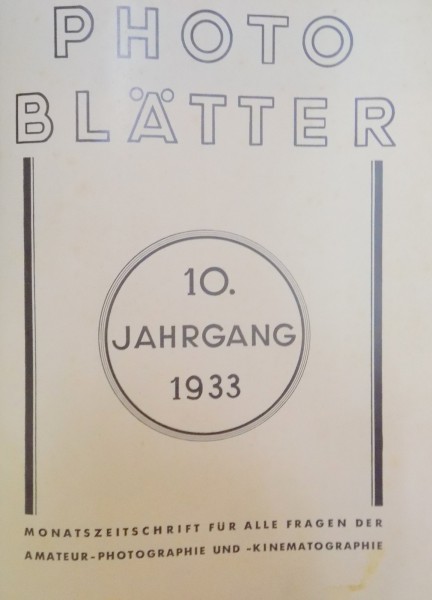 PHOTO
BLÄTTER
10.
JAHRGANG
1933
MONATSZEITSCHRIFT FÜR ALLE FRAGEN DER
AMATEUR-PHOTOGRAPHIE UND -KINEMATOGRAPHIE